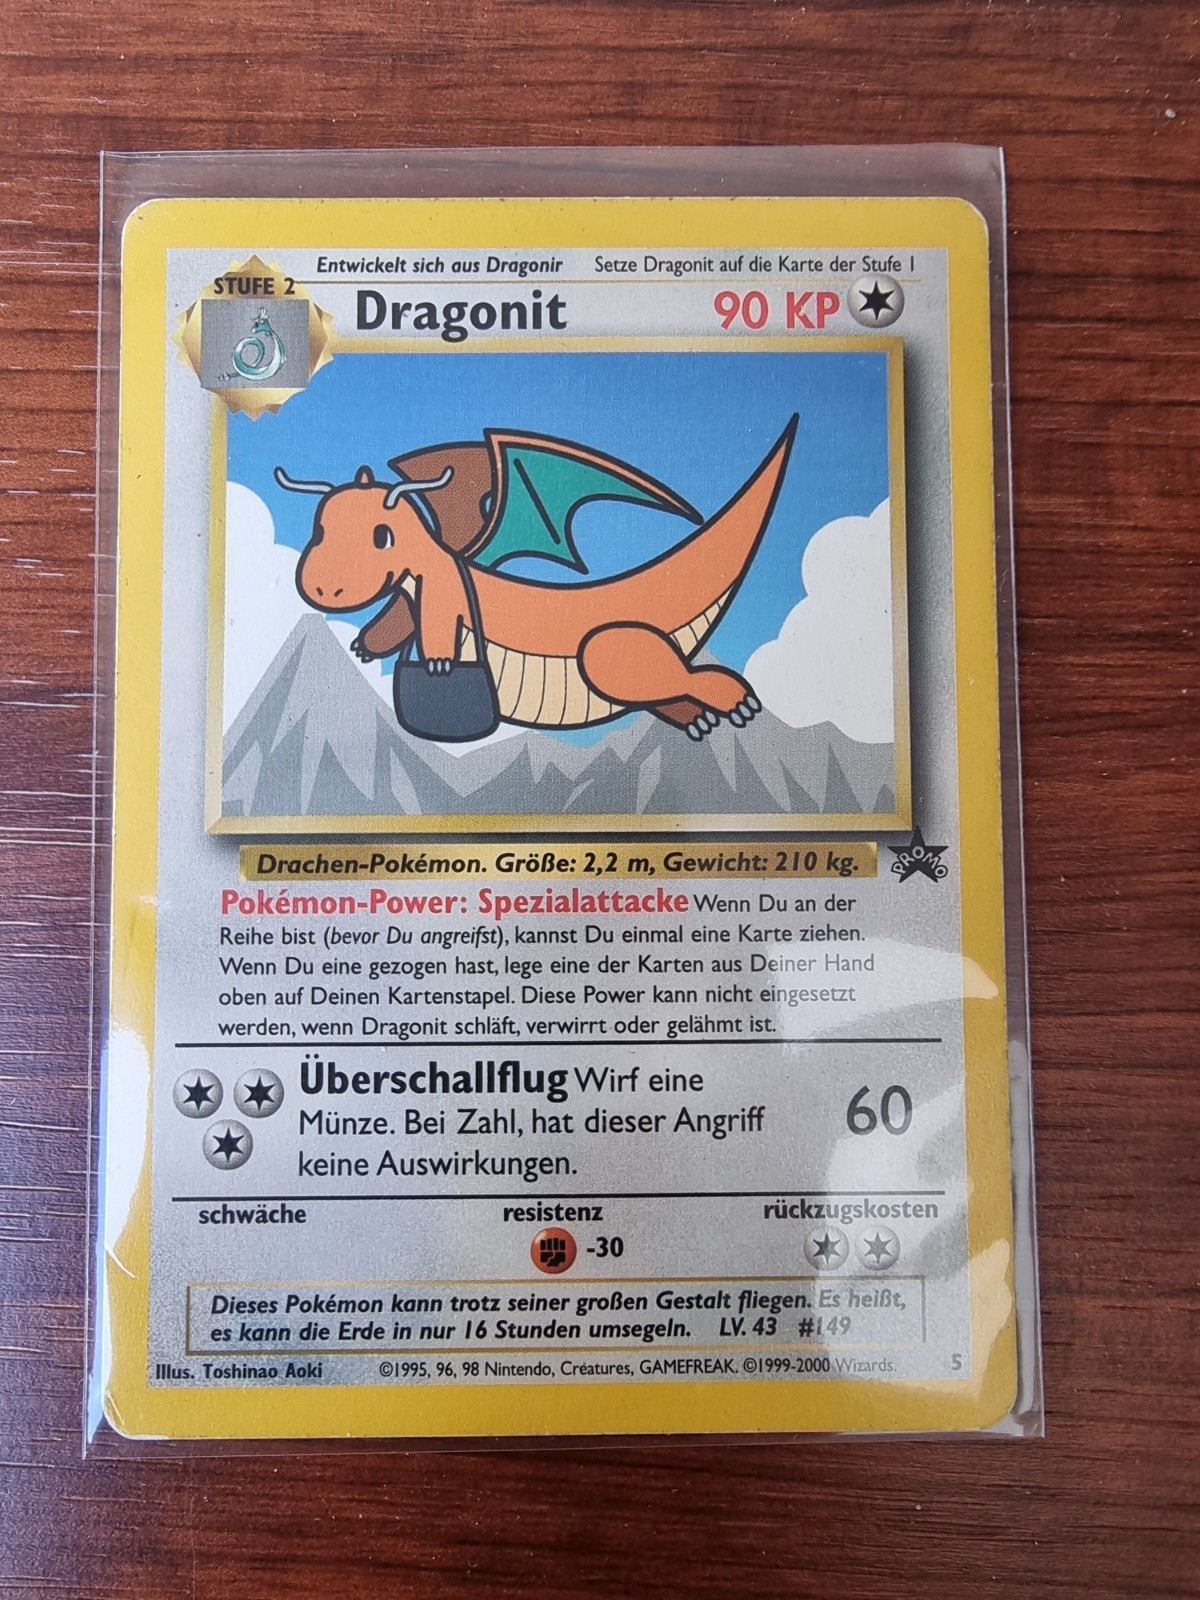 Entwickelt sich aus Dragonir Setze Dragonit auf die Karte der Stufe 1
STUFE 2
Dragonit 90 KP
Drachen-Pokémon. Größe: 2,2 m, Gewicht: 210 kg.
PROMO
Pokémon-Power: Spezialattacke Wenn Du an der
Reihe bist (bevor Du angreifst), kannst Du einmal eine Karte ziehen.
Wenn Du eine gezogen hast, lege eine der Karten aus Deiner Hand
oben auf Deinen Kartenstapel. Diese Power kann nicht eingesetzt
werden, wenn Dragonit schläft, verwirrt oder gelähmt ist.
Überschallflug Wirf eine
Münze. Bei Zahl, hat dieser Angriff
keine Auswirkungen.
60
schwäche resistenz rückzugskosten
-30
Dieses Pokémon kann trotz seiner großen Gestalt fliegen. Es heißt,
es kann die Erde in nur 16 Stunden umsegeln. LV. 43 #149
Illus. Toshinao Aoki ©1995, 96, 98 Nintendo, Creatures, GAMEFREAK. ©1999-2000 Wizards. 5